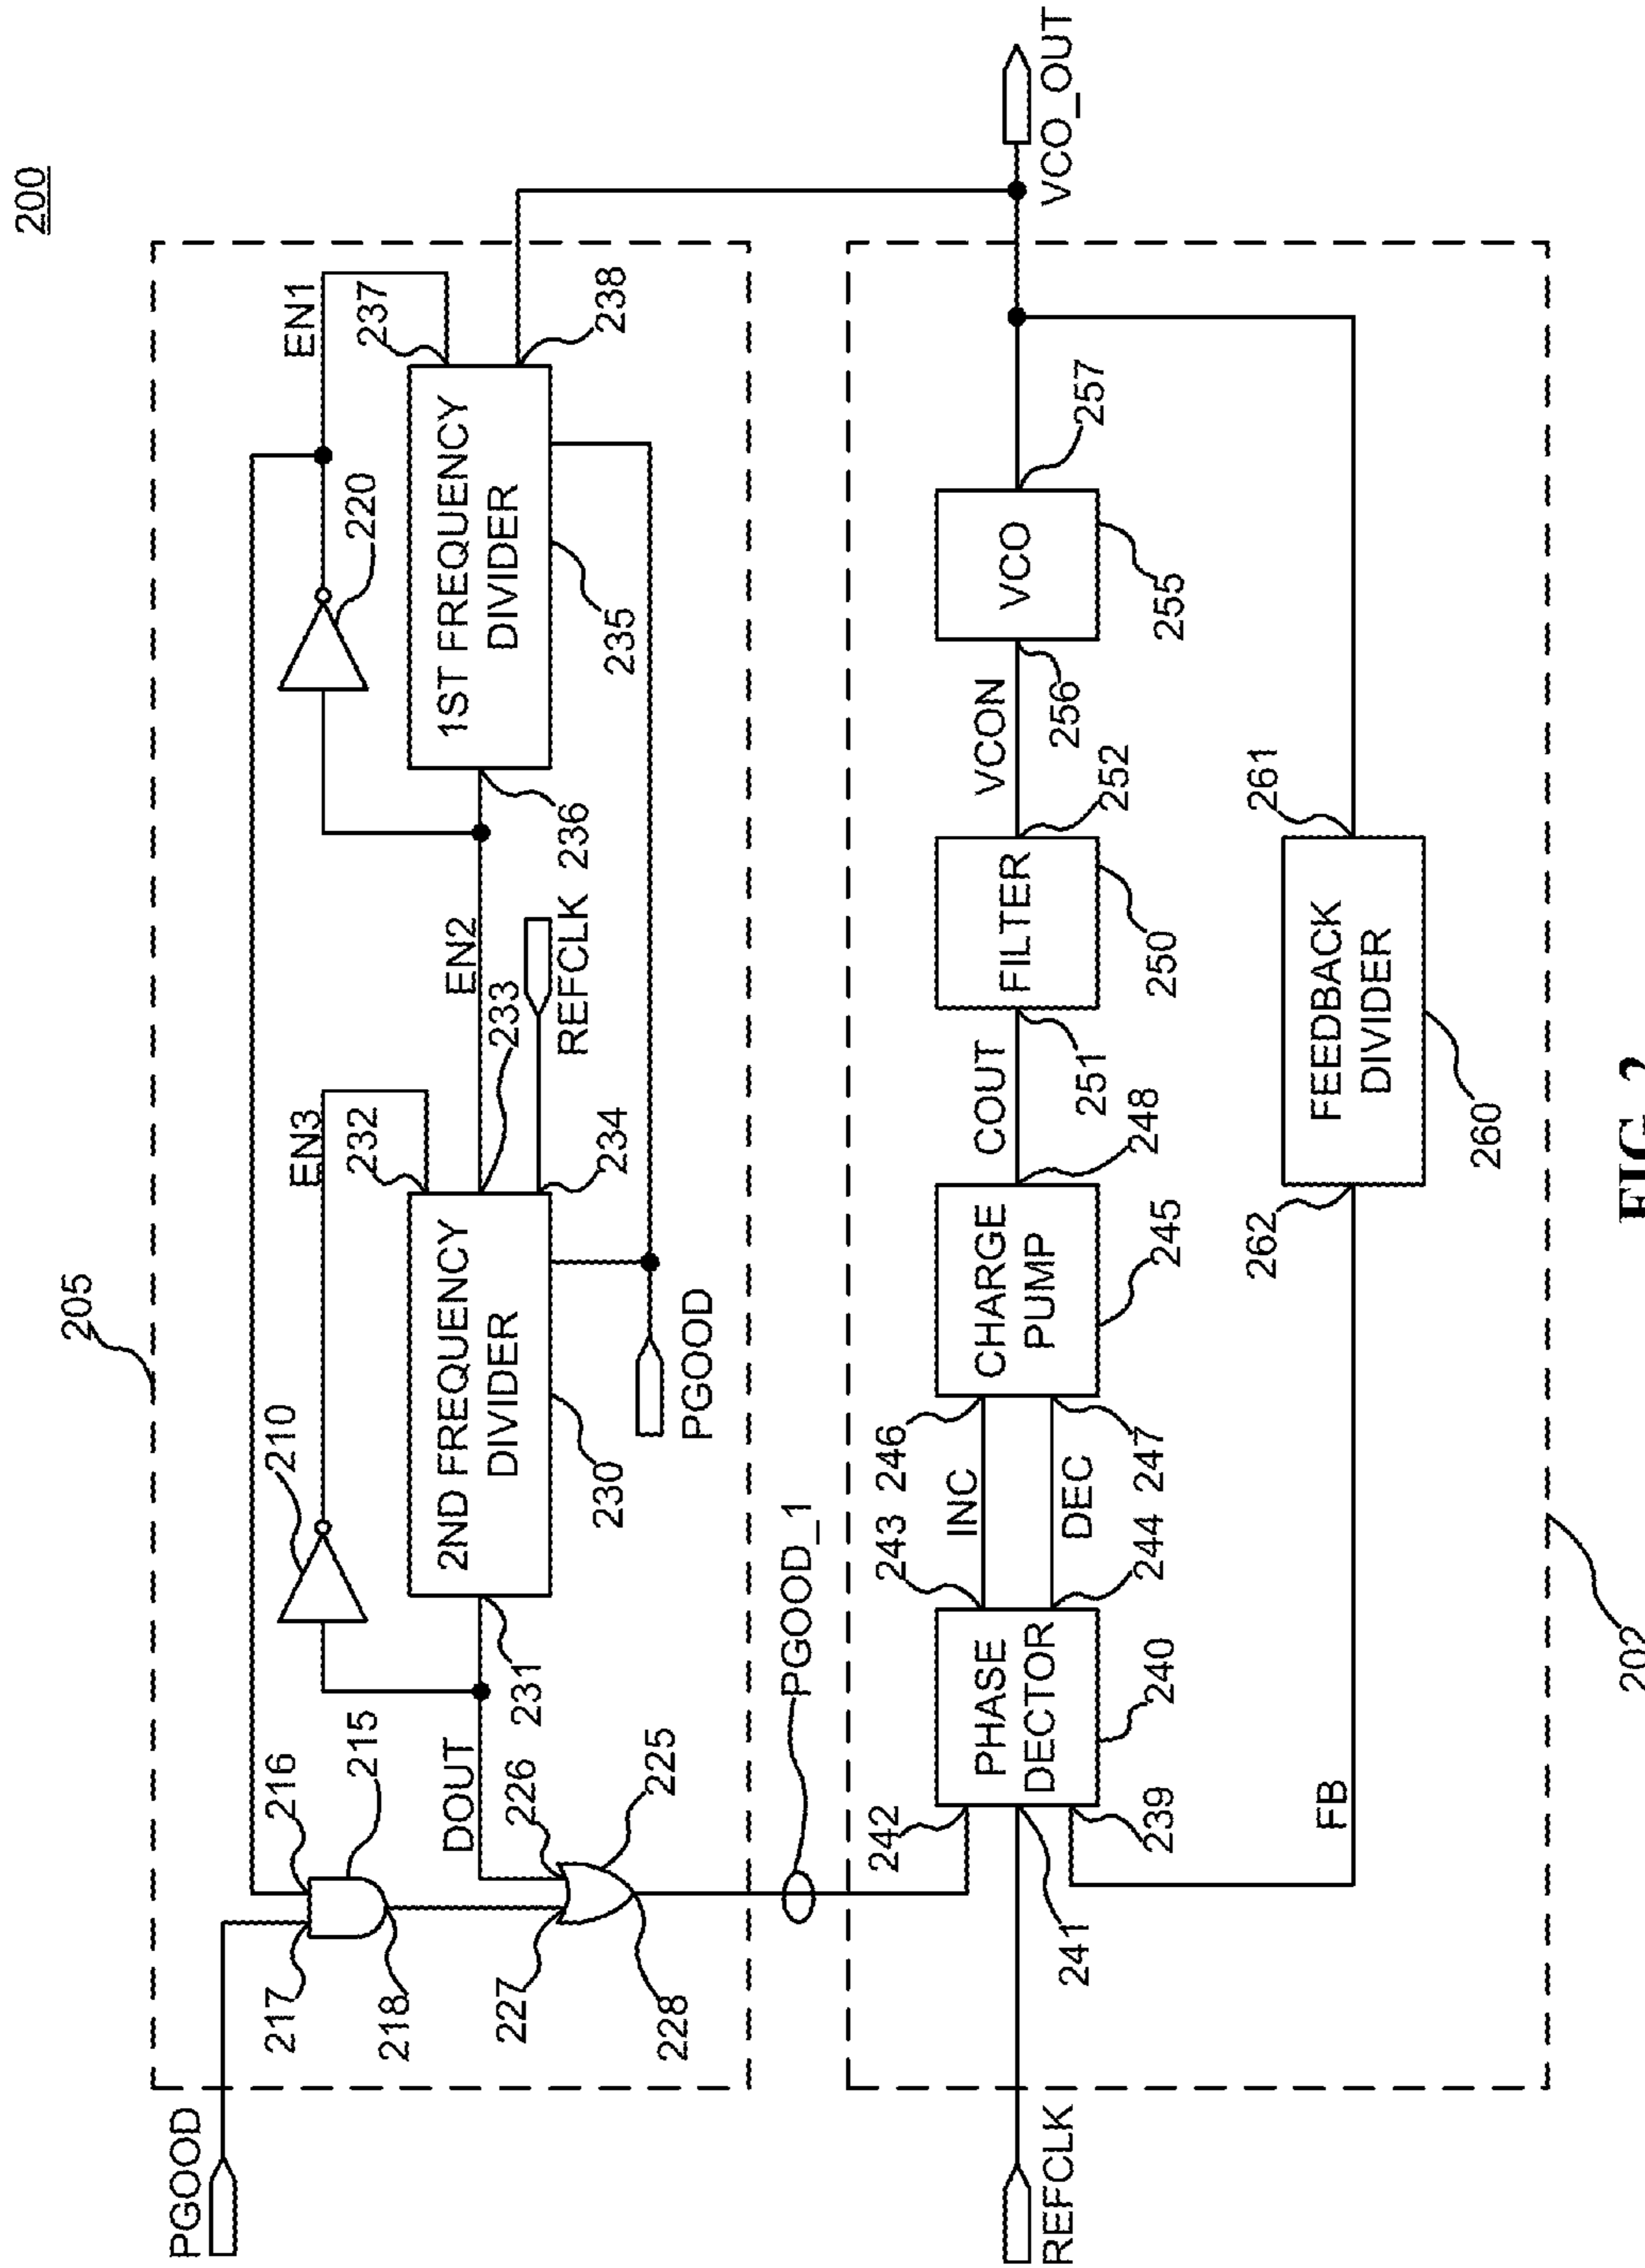 200
205
PGOOD
217
216
215
218
227
226
225
228
DOUT
231
210
2ND FREQUENCY
DIVIDER
230
EN3
232
233
234
EN2
REFCLK
PGOOD
236
220
1ST FREQUENCY
DIVIDER
235
EN1
237
238
PGOOD_1
VCO_OUT
REFCLK
242
241
239
PHASE
DECTOR
240
243
244
INC
DEC
246
247
CHARGE
PUMP
245
248
COUT
251
FILTER
250
252
VCON
256
VCO
255
257
FB
262
FEEDBACK
DIVIDER
260
261
202
FIG. 2